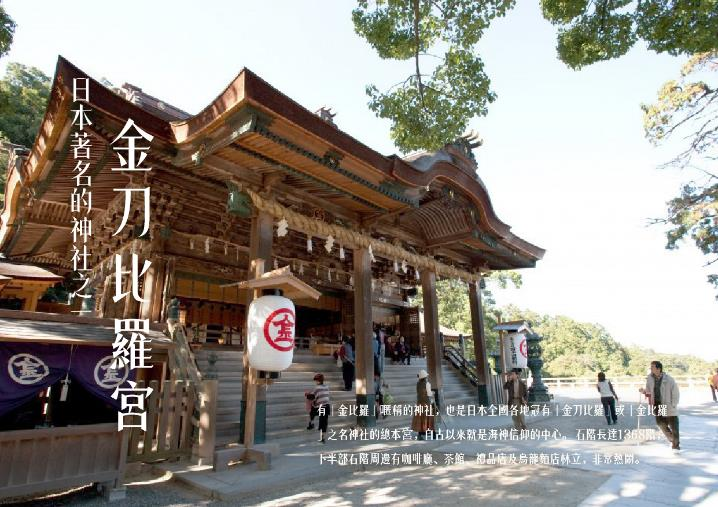 日本著名的神社之一
金刀比羅宮
有「金比羅」暱稱的神社，也是日本全國各地冠有「金刀比羅」或「金比羅
」之名神社的總本宮，自古以來就是海神信仰的中心。石階長達1368階，
下半部石階周邊有咖啡廳、茶館、禮品店及烏龍麵店林立，非常熱鬧。
金
金
金